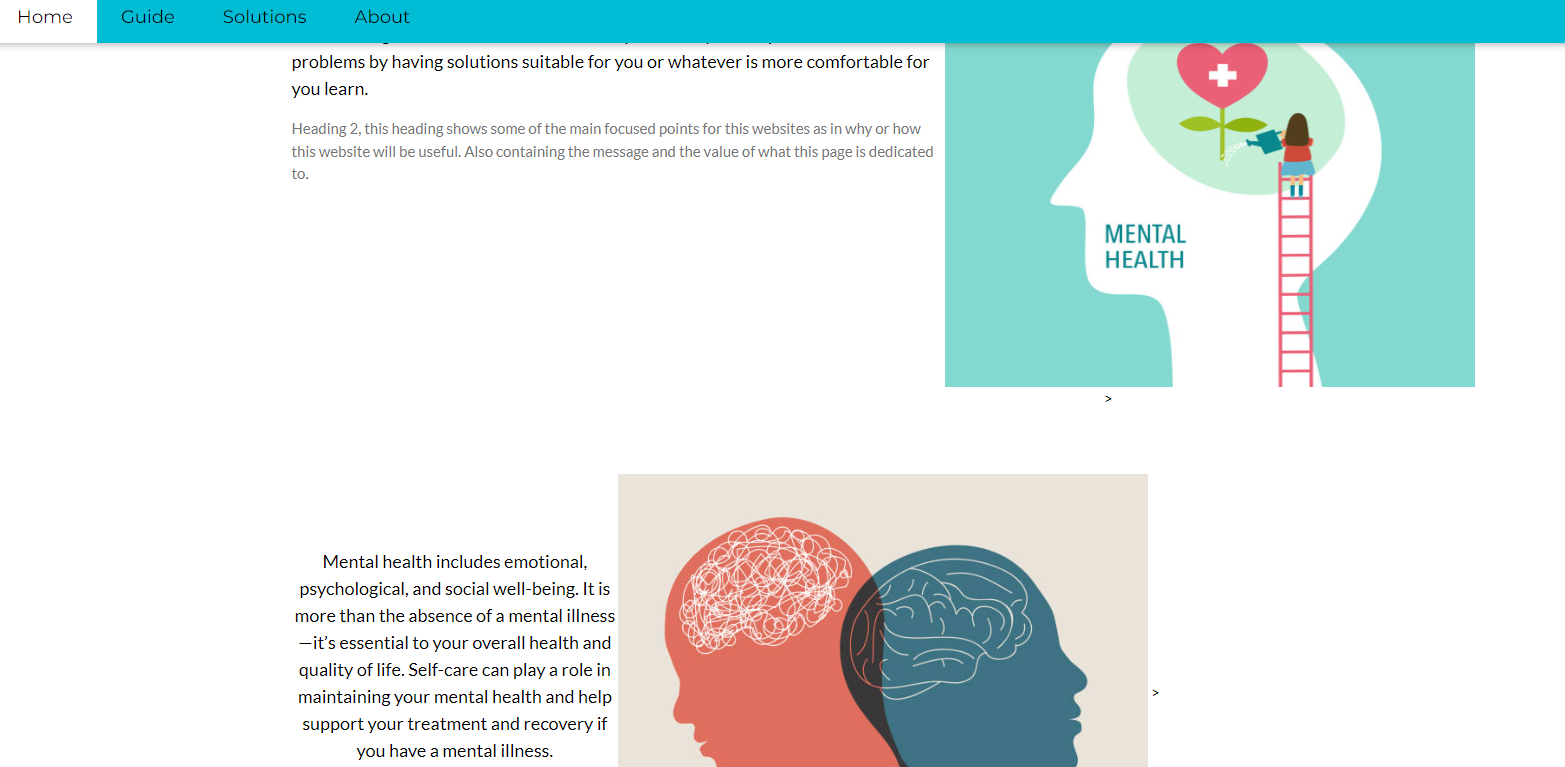 Home Guide Solutions About
problems by having solutions suitable for you or whatever is more comfortable for
you learn.
Heading 2, this heading shows some of the main focused points for this websites as in why or how
this website will be useful. Also containing the message and the value of what this page is dedicated
to.
MENTAL
HEALTH
>
Mental health includes emotional,
psychological, and social well-being. It is
more than the absence of a mental illness
—it’s essential to your overall health and
quality of life. Self-care can play a role in
maintaining your mental health and help
support your treatment and recovery if
you have a mental illness.
>